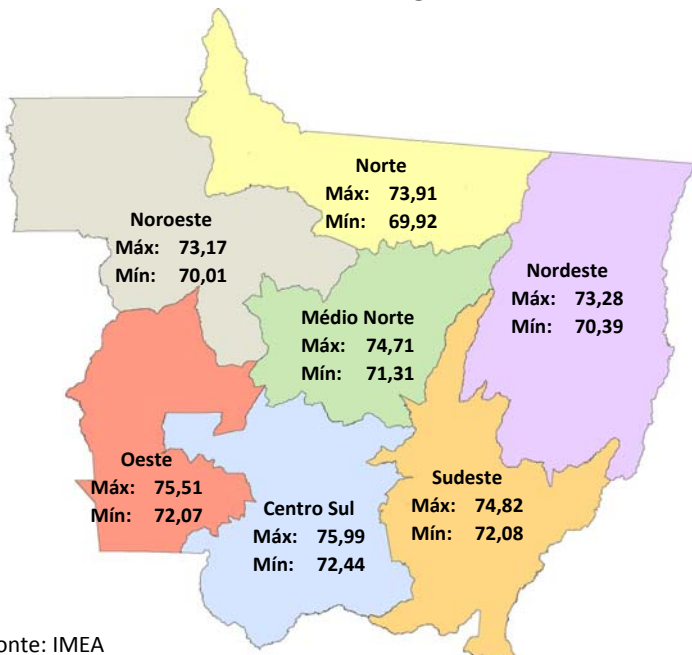 Norte
Máx: 73,91
Mín: 69,92
Noroeste
Máx: 73,17
Mín: 70,01
Nordeste
Máx: 73,28
Mín: 70,39
Médio Norte
Máx: 74,71
Mín: 71,31
Oeste
Máx: 75,51
Mín: 72,07
Centro Sul
Máx: 75,99
Mín: 72,44
Sudeste
Máx: 74,82
Mín: 72,08
onte: IMEA